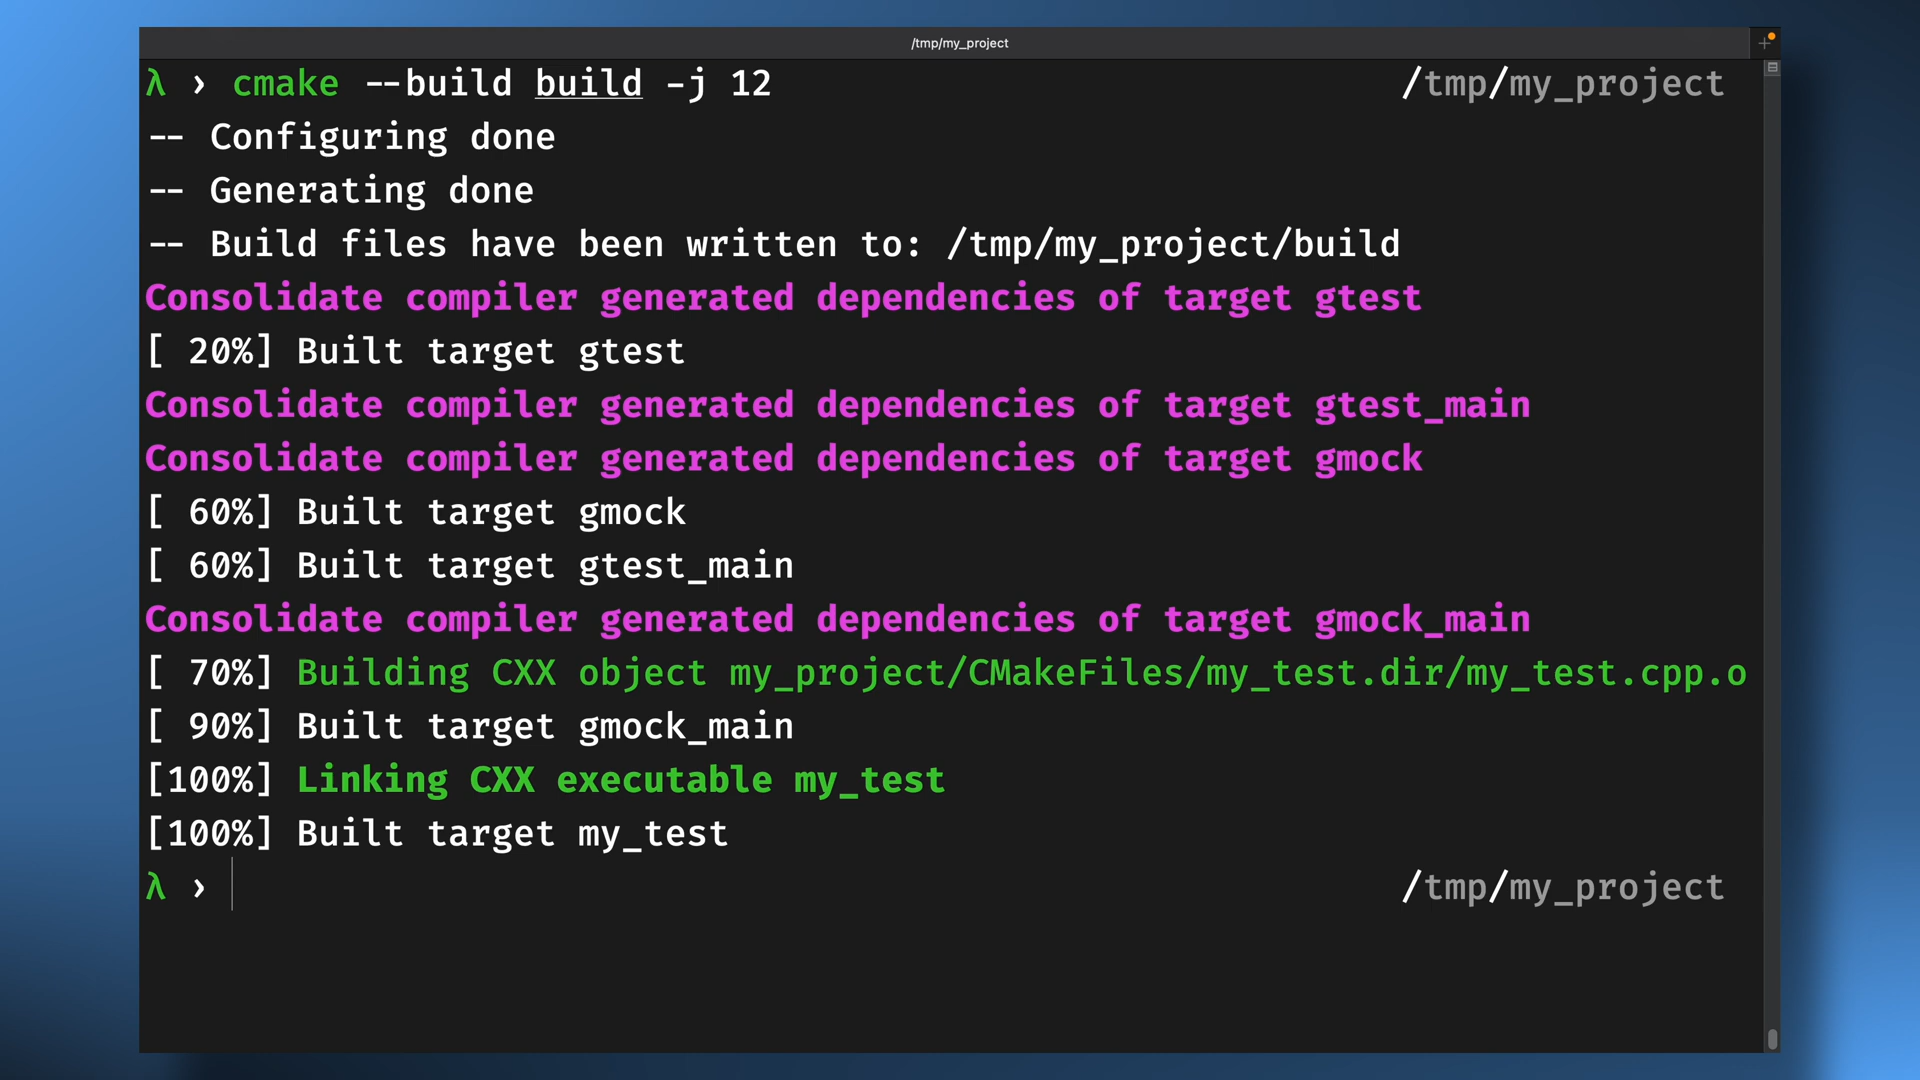 /tmp/my_project
λ › cmake --build build -j 12 /tmp/my_project
-- Configuring done
-- Generating done
-- Build files have been written to: /tmp/my_project/build
Consolidate compiler generated dependencies of target gtest
[ 20%] Built target gtest
Consolidate compiler generated dependencies of target gtest_main
Consolidate compiler generated dependencies of target gmock
[ 60%] Built target gmock
[ 60%] Built target gtest_main
Consolidate compiler generated dependencies of target gmock_main
[ 70%] Building CXX object my_project/CMakeFiles/my_test.dir/my_test.cpp.o
[ 90%] Built target gmock_main
[100%] Linking CXX executable my_test
[100%] Built target my_test
λ › /tmp/my_project